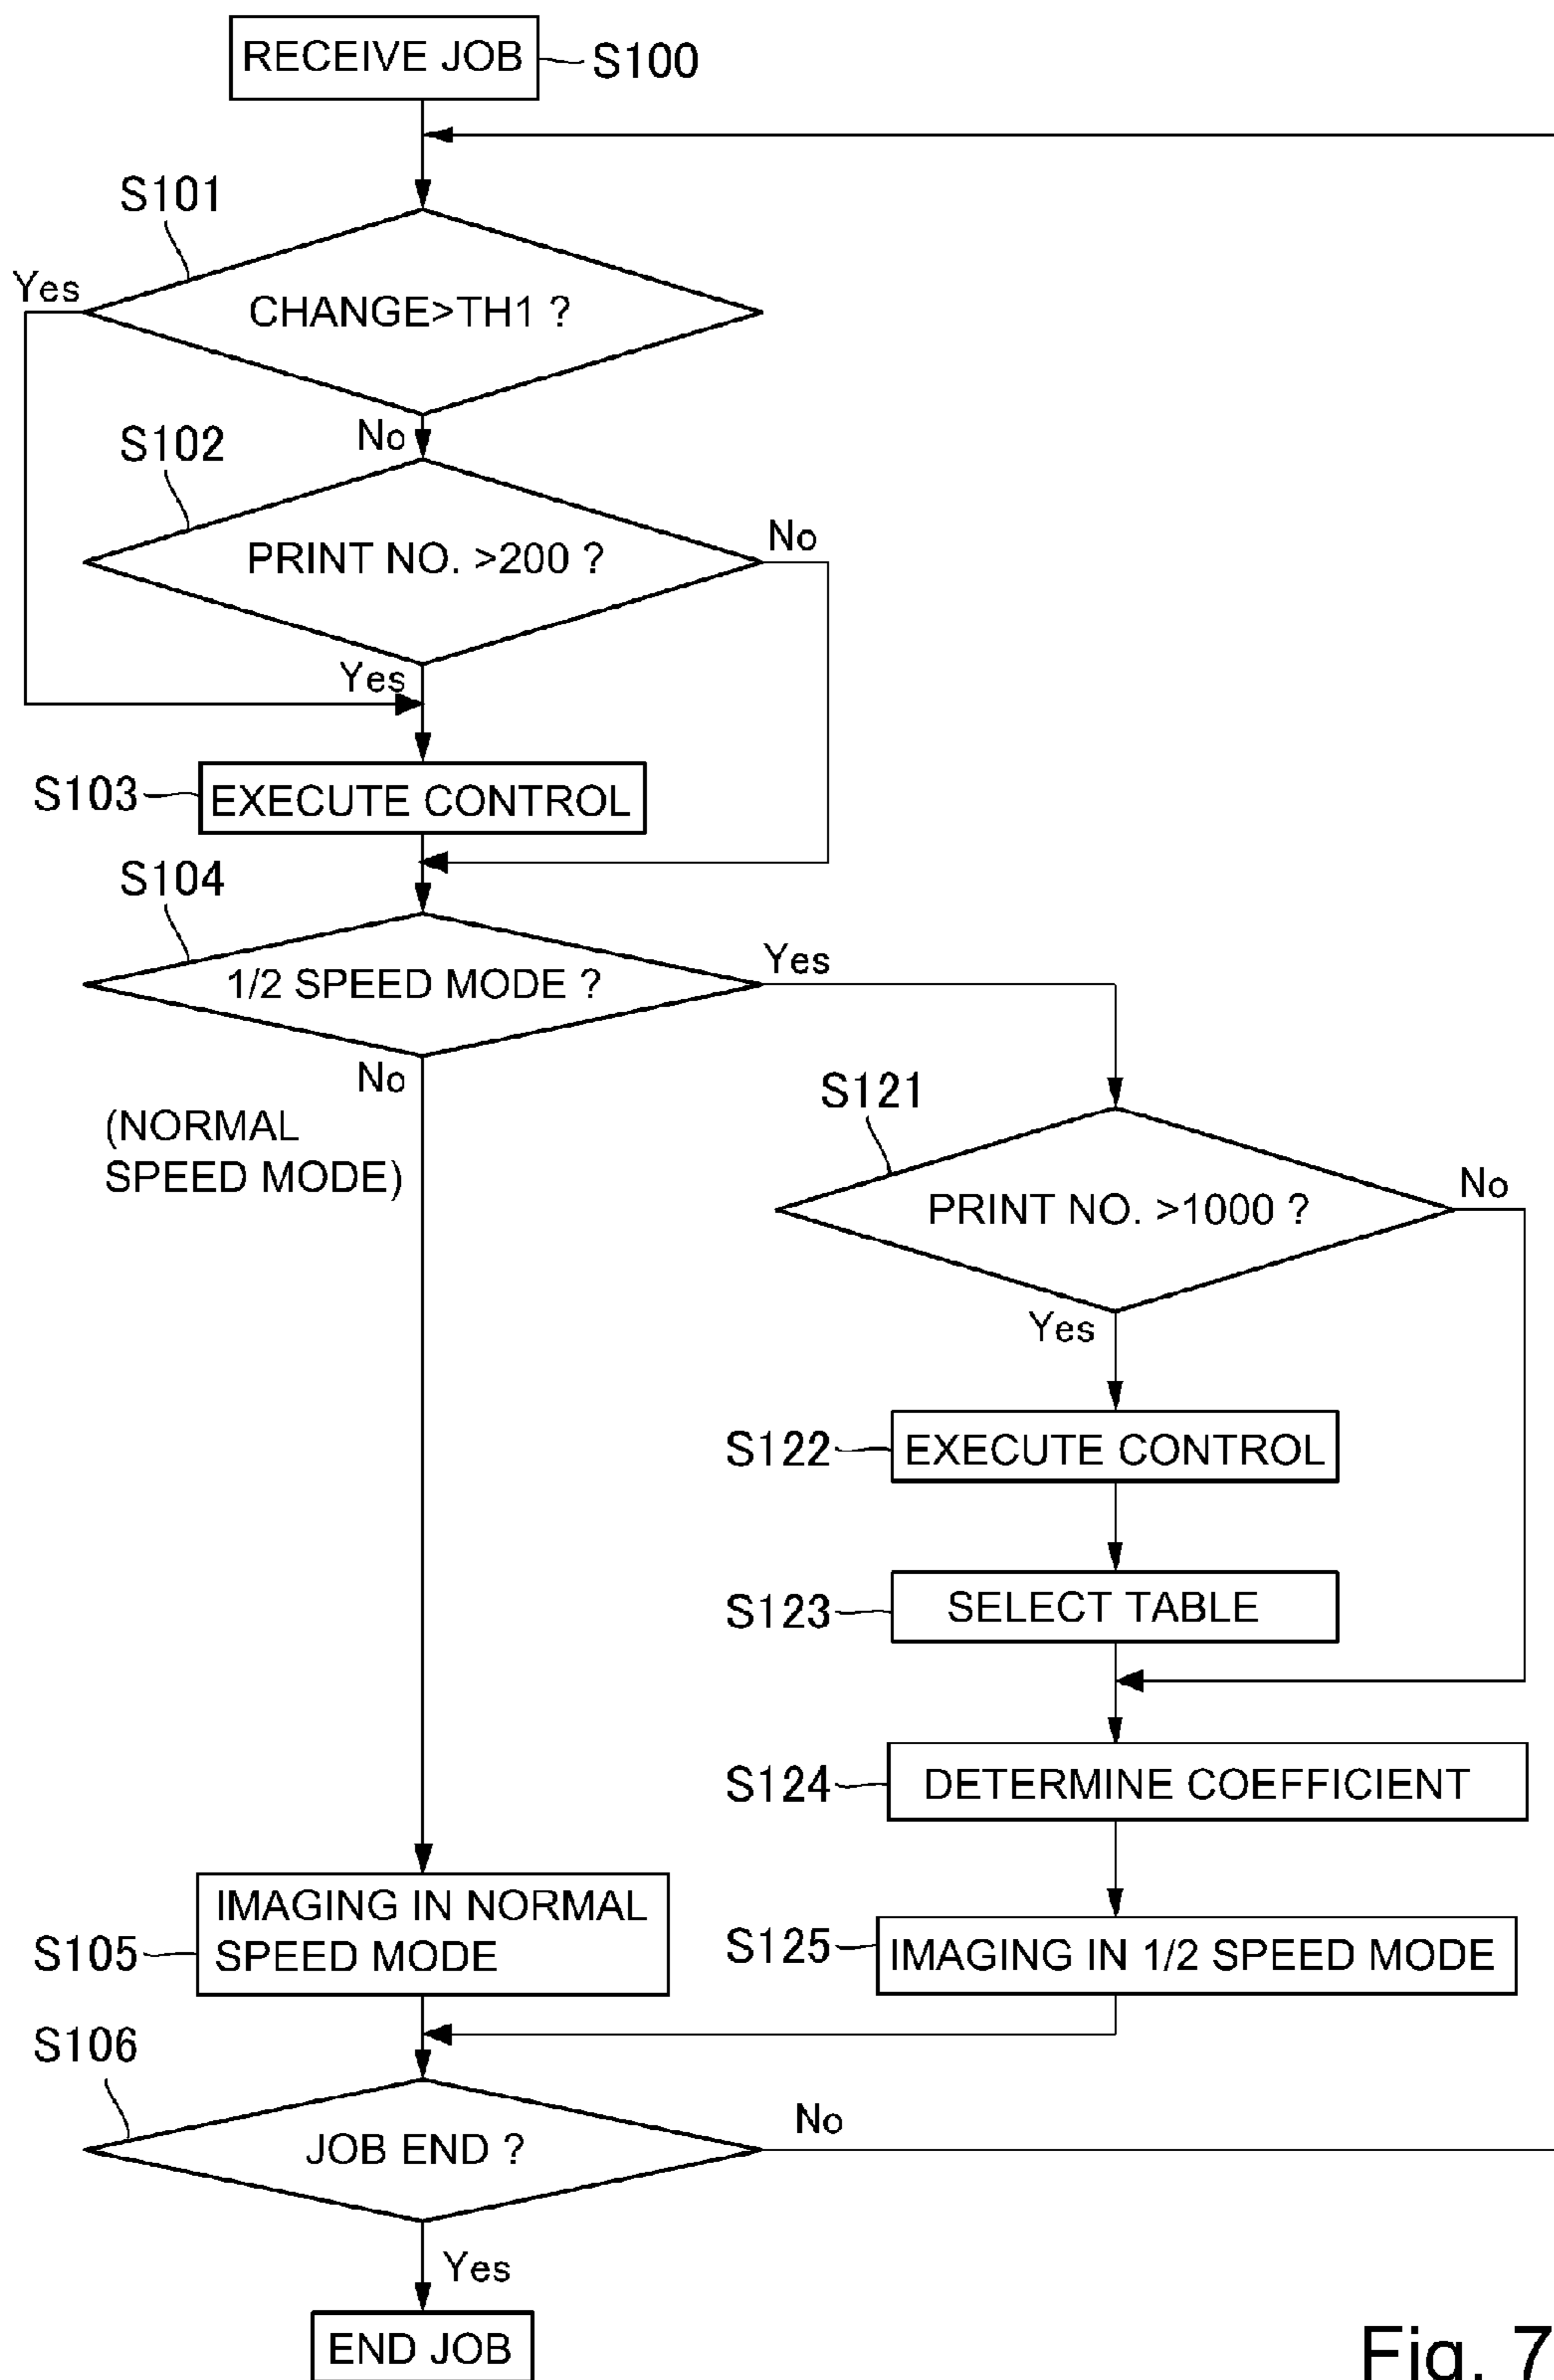 RECEIVE JOB
S100
S101
Yes
CHANGE>TH1 ?
No
S102
PRINT NO. >200 ?
No
Yes
S103
EXECUTE CONTROL
S104
1/2 SPEED MODE ?
Yes
No
(NORMAL
SPEED MODE)
S121
PRINT NO. >1000 ?
No
Yes
S122
EXECUTE CONTROL
S123
SELECT TABLE
S124
DETERMINE COEFFICIENT
S105
IMAGING IN NORMAL
SPEED MODE
S125
IMAGING IN 1/2 SPEED MODE
S106
JOB END ?
No
Yes
END JOB
Fig. 7